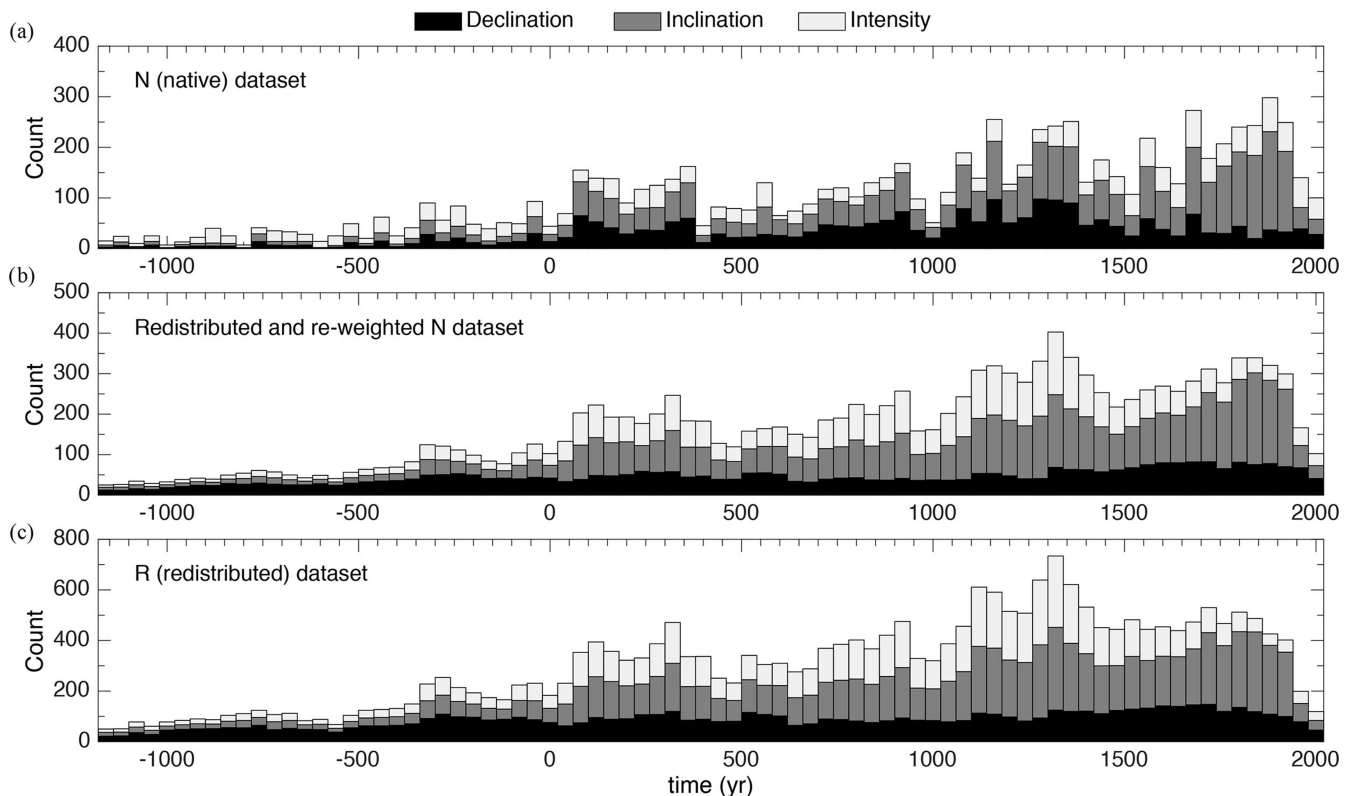 Declination Inclination Intensity
(a)
400
N (native) dataset
300
Count
200
100
0
-1000 -500 0 500 1000 1500 2000
(b)
500
Redistributed and re-weighted N dataset
400
300
Count
200
100
0
-1000 -500 0 500 1000 1500 2000
(c)
800
R (redistributed) dataset
600
Count
400
200
0
-1000 -500 0 500 1000 1500 2000
time (yr)